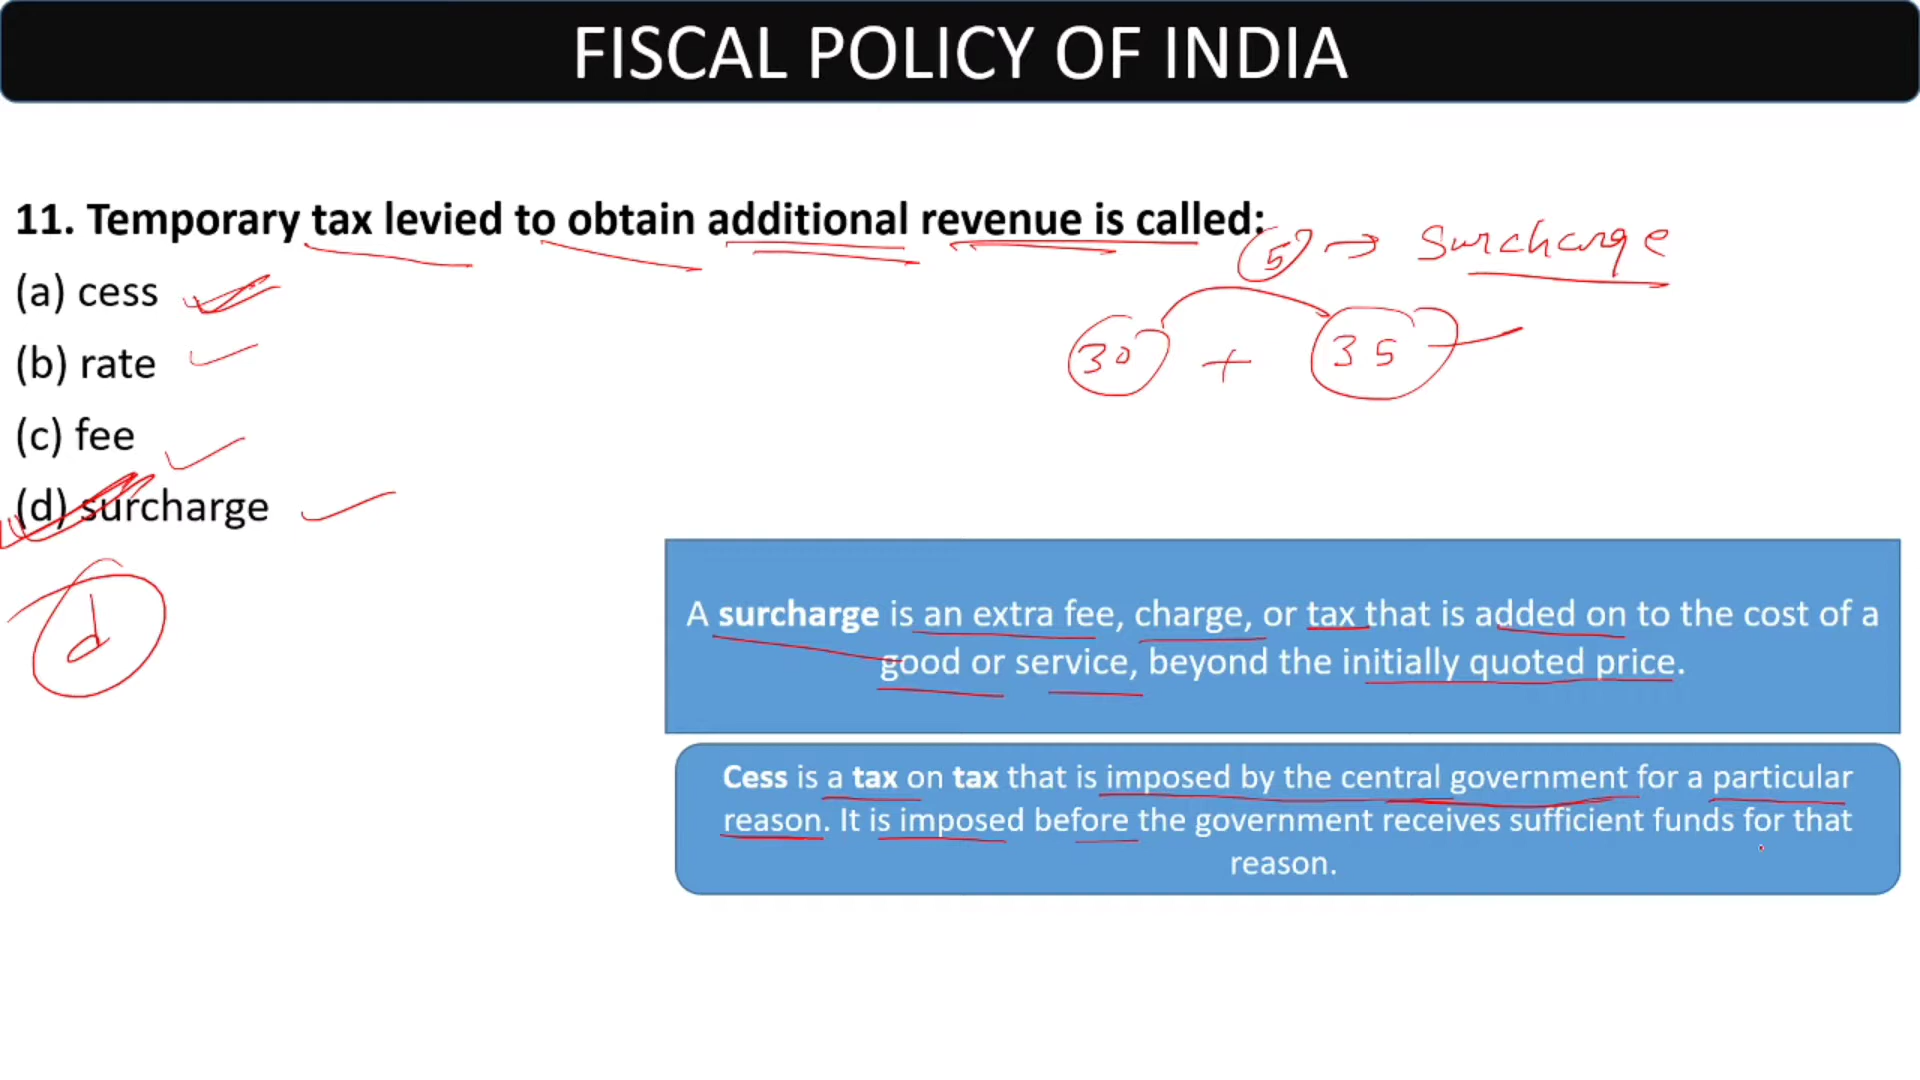 FISCAL POLICY OF INDIA
11. Temporary tax levied to obtain additional revenue is called:
5 → Surcharge
(a) cess
30 + 35
(b) rate
(c) fee
(d) surcharge
d
A surcharge is an extra fee, charge, or tax that is added on to the cost of a
good or service, beyond the initially quoted price.
Cess is a tax on tax that is imposed by the central government for a particular
reason. It is imposed before the government receives sufficient funds for that
reason.